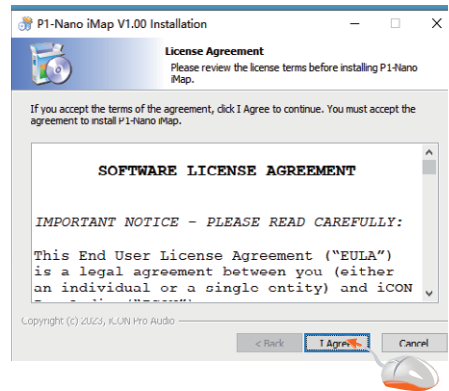 P1-Nano iMap V1.00 Installation
License Agreement
Please review the license terms before installing P1-Nano
iMap.
If you accept the terms of the agreement, click I Agree to continue. You must accept the
agreement to install P1-Nano iMap.
SOFTWARE LICENSE AGREEMENT
IMPORTANT NOTICE – PLEASE READ CAREFULLY:
This End User License Agreement (“EULA”)
is a legal agreement between you (either
an individual or a single entity) and iCON
Copyright (c) 2023, iCON Pro Audio
< Back
I Agree
Cancel